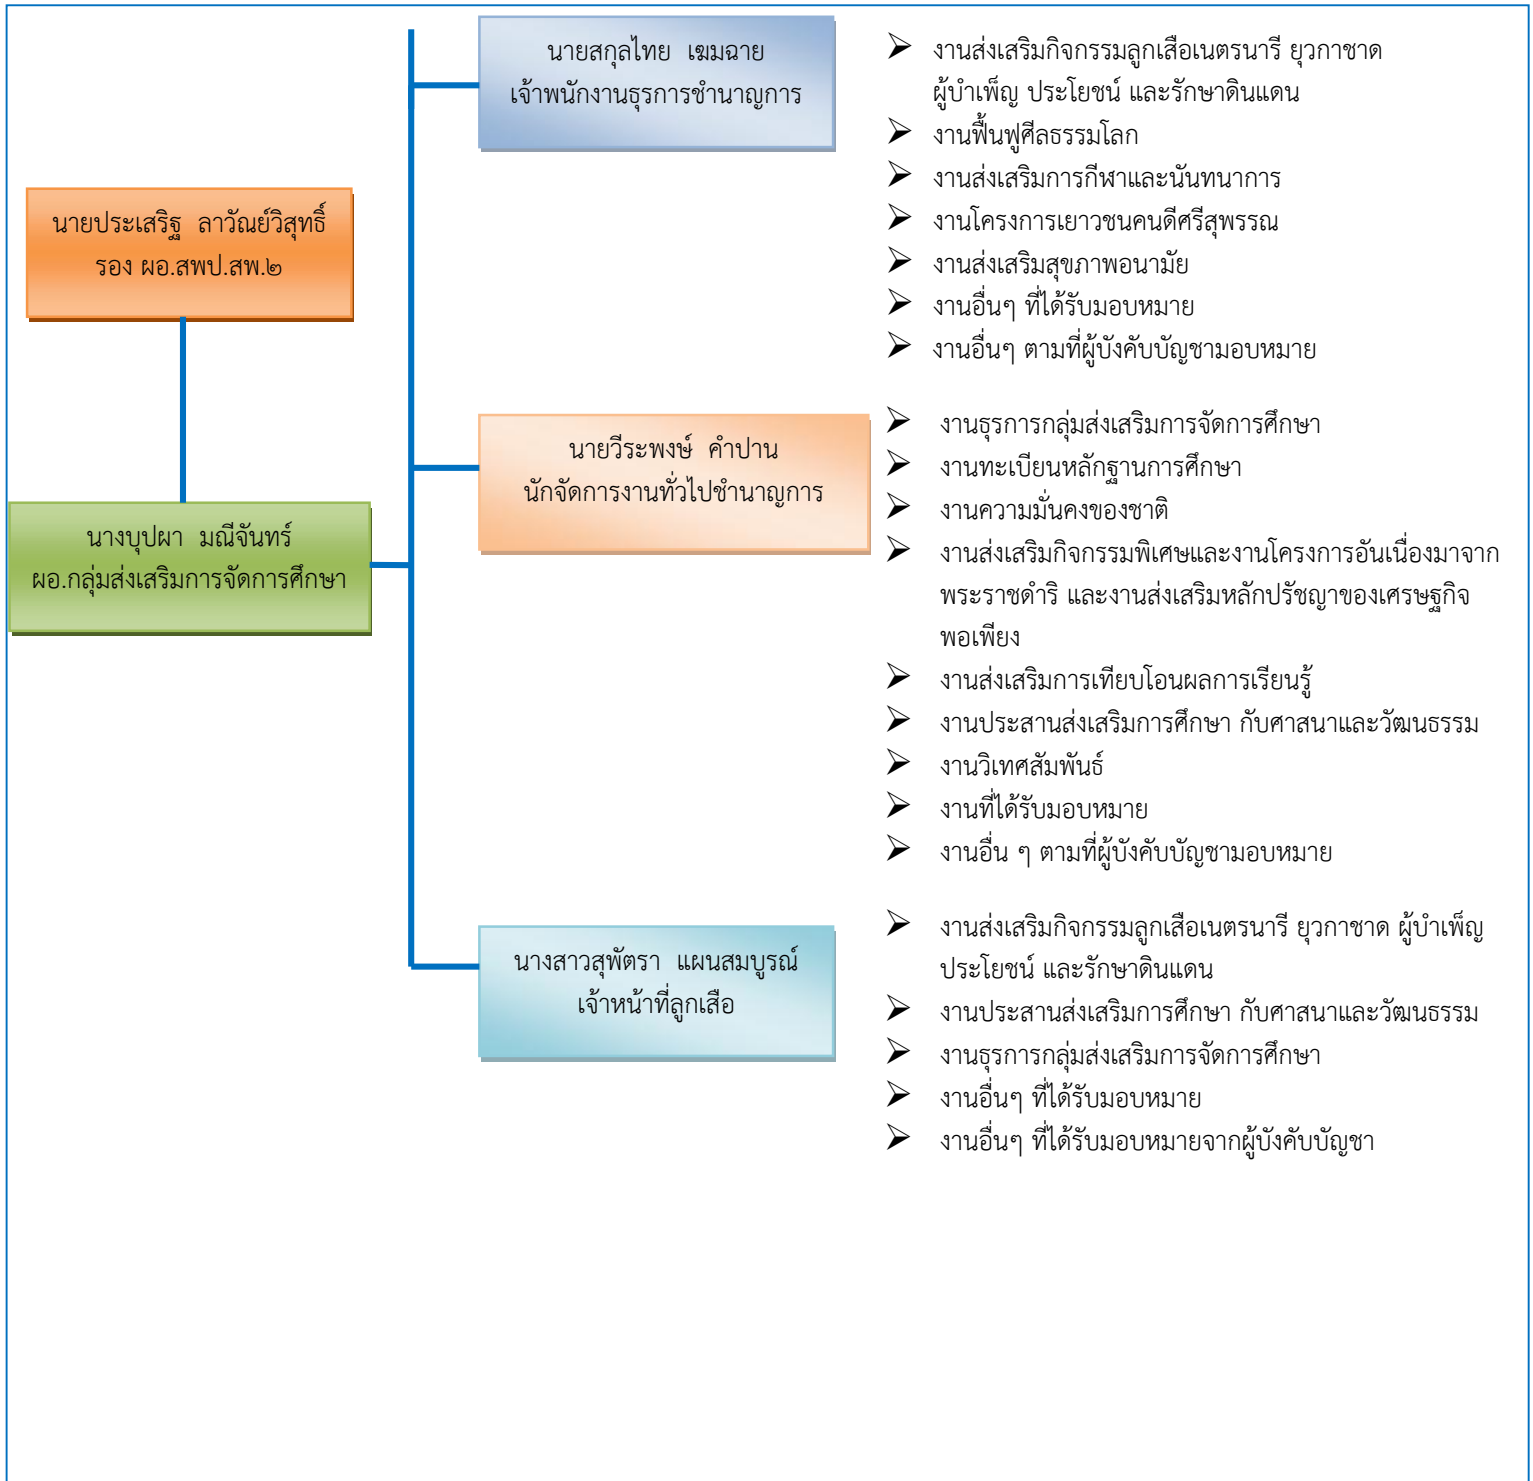 นายประเสริฐ ลาวัณย์วิสุทธิ์
รอง ผอ.สพป.สพ.๒
นางบุปผา มณีจันทร์
ผอ.กลุ่มส่งเสริมการจัดการศึกษา
นายสกุลไทย เฆมฉาย
เจ้าพนักงานธุรการชำนาญการ
➢ งานส่งเสริมกิจกรรมลูกเสือเนตรนารี ยุวกาชาด
ผู้บำเพ็ญ ประโยชน์ และรักษาดินแดน
➢ งานฟื้นฟูศีลธรรมโลก
➢ งานส่งเสริมการกีฬาและนันทนาการ
➢ งานโครงการเยาวชนคนดีศรีสุพรรณ
➢ งานส่งเสริมสุขภาพอนามัย
➢ งานอื่นๆ ที่ได้รับมอบหมาย
➢ งานอื่นๆ ตามที่ผู้บังคับบัญชามอบหมาย
นายวีระพงษ์ คำปาน
นักจัดการงานทั่วไปชำนาญการ
➢ งานธุรการกลุ่มส่งเสริมการจัดการศึกษา
➢ งานทะเบียนหลักฐานการศึกษา
➢ งานความมั่นคงของชาติ
➢ งานส่งเสริมกิจกรรมพิเศษและงานโครงการอันเนื่องมาจาก
พระราชดำริ และงานส่งเสริมหลักปรัชญาของเศรษฐกิจ
พอเพียง
➢ งานส่งเสริมการเทียบโอนผลการเรียนรู้
➢ งานประสานส่งเสริมการศึกษา กับศาสนาและวัฒนธรรม
➢ งานวิเทศสัมพันธ์
➢ งานที่ได้รับมอบหมาย
➢ งานอื่น ๆ ตามที่ผู้บังคับบัญชามอบหมาย
นางสาวสุพัตรา แผนสมบูรณ์
เจ้าหน้าที่ลูกเสือ
➢ งานส่งเสริมกิจกรรมลูกเสือเนตรนารี ยุวกาชาด ผู้บำเพ็ญ
ประโยชน์ และรักษาดินแดน
➢ งานประสานส่งเสริมการศึกษา กับศาสนาและวัฒนธรรม
➢ งานธุรการกลุ่มส่งเสริมการจัดการศึกษา
➢ งานอื่นๆ ที่ได้รับมอบหมาย
➢ งานอื่นๆ ที่ได้รับมอบหมายจากผู้บังคับบัญชา